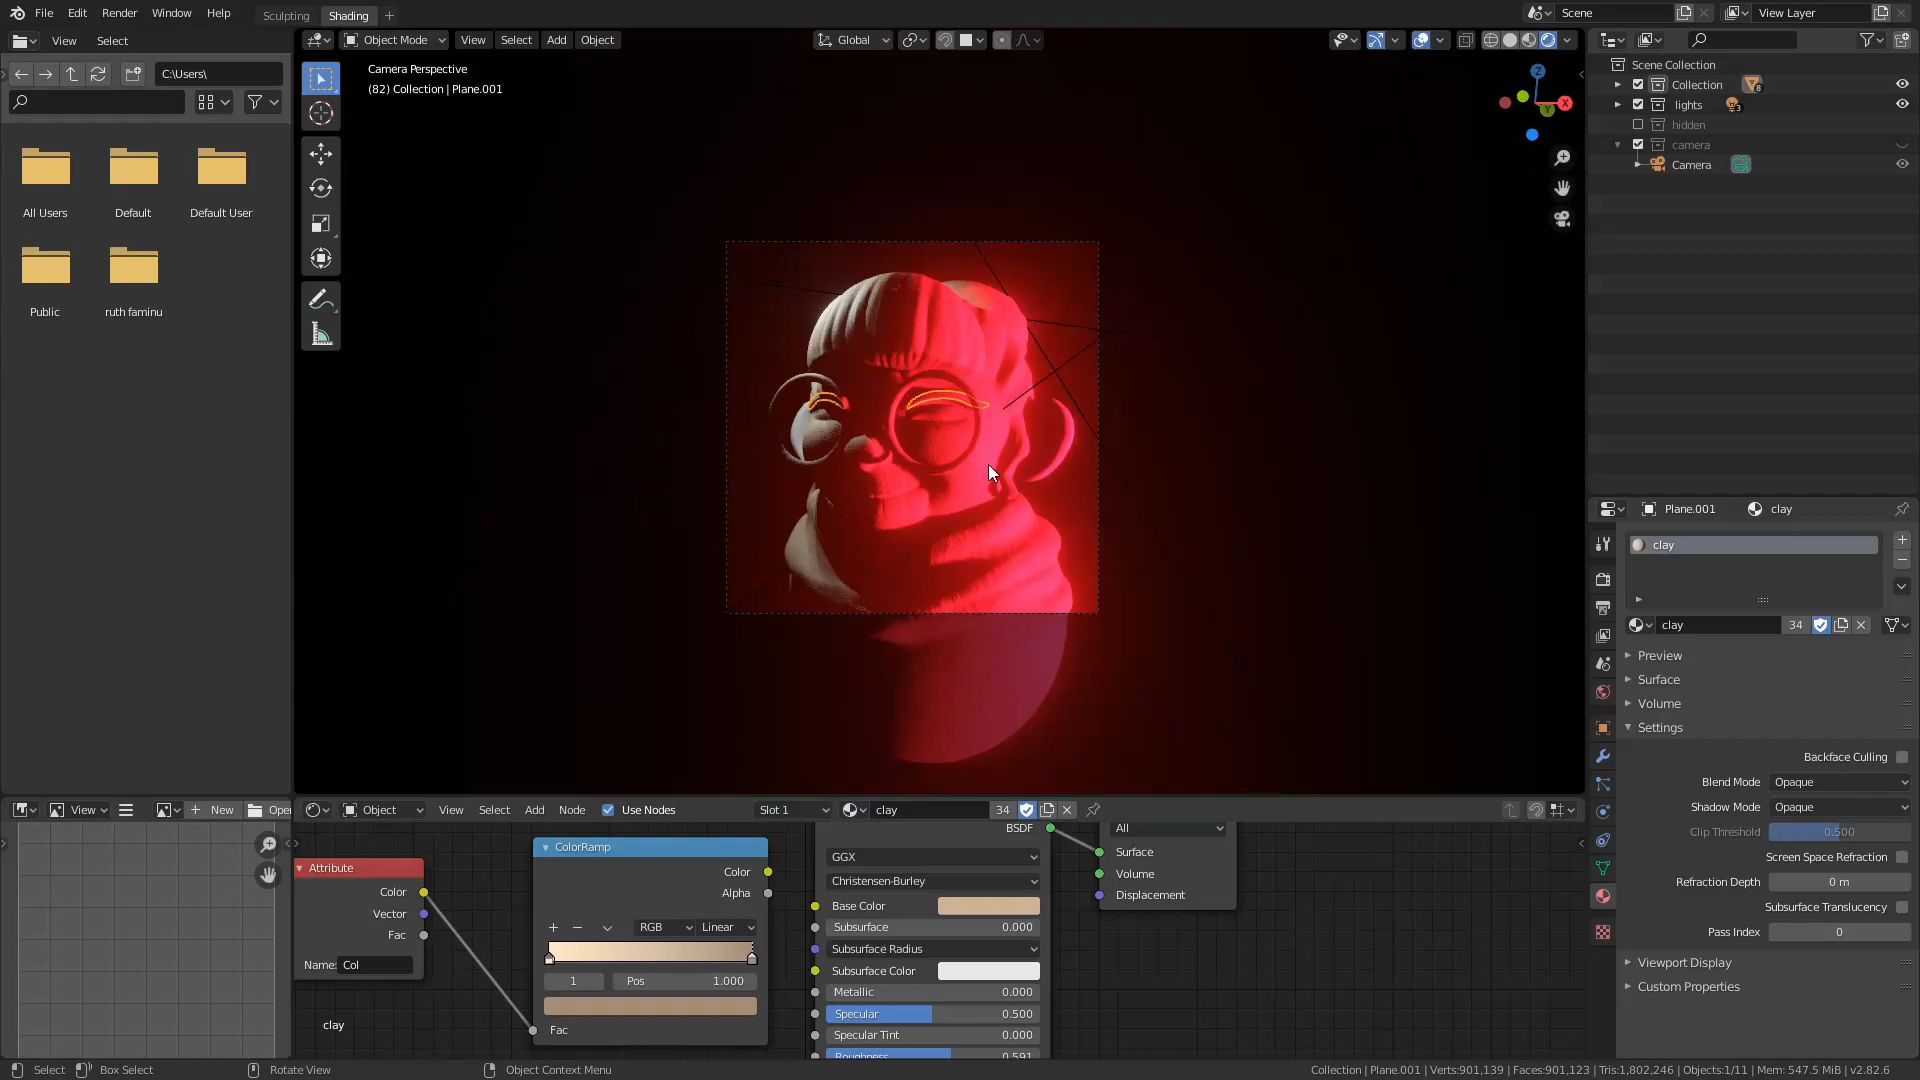 File Edit Render Window Help Sculpting Shading + Scene View Layer
View Select Object Mode View Select Add Object Global
C:\Users\
All Users Default Default User
Public ruth faminu
Camera Perspective
(82) Collection | Plane.001
Z
X
Y
Scene Collection
Collection 8
lights 3
hidden
camera
Camera
Plane.001 clay
clay
clay 34
Preview
Surface
Volume
Settings
Backface Culling
Blend Mode Opaque
Shadow Mode Opaque
Clip Threshold 0.500
Screen Space Refraction
Refraction Depth 0 m
Subsurface Translucency
Pass Index 0
Viewport Display
Custom Properties
View + New Open
Object View Select Add Node Use Nodes Slot 1 clay 34
Attribute
Color
Vector
Fac
Name: Col
clay
ColorRamp
Color
Alpha
+ − RGB Linear
1 Pos 1.000
Fac
BSDF
GGX
Christensen-Burley
Base Color
Subsurface 0.000
Subsurface Radius
Subsurface Color
Metallic 0.000
Specular 0.500
Specular Tint 0.000
Roughness 0.591
All
Surface
Volume
Displacement
Select Box Select Rotate View Object Context Menu Collection | Plane.001 | Verts:901,139 | Faces:901,123 | Tris:1,802,246 | Objects:1/11 | Mem: 547.5 MiB | v2.82.6